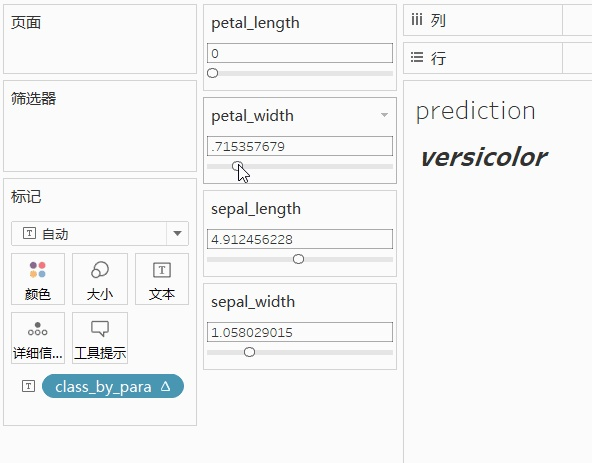 页面
筛选器
标记
自动
颜色
大小
文本
详细信...
工具提示
class_by_para Δ
petal_length
0
petal_width
.715357679
sepal_length
4.912456228
sepal_width
1.058029015
列
行
prediction
versicolor